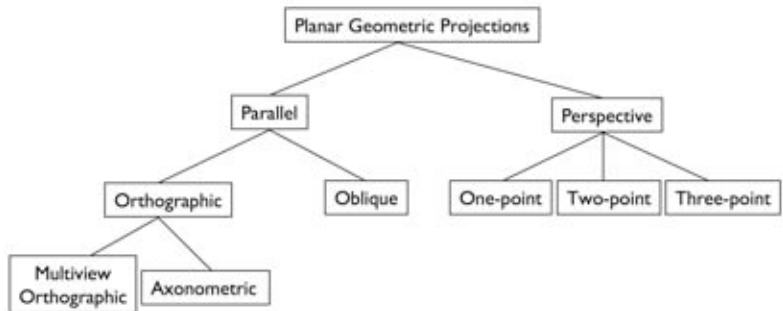 Planar Geometric Projections
Parallel
Perspective
Orthographic
Oblique
One-point
Two-point
Three-point
Multiview
Orthographic
Axonometric